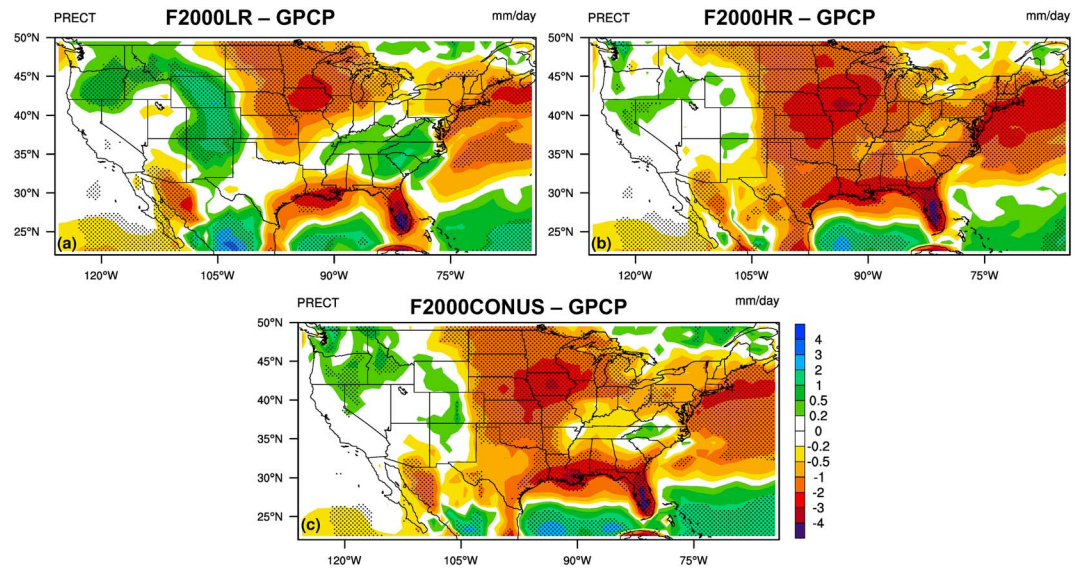 PRECT F2000LR – GPCP mm/day
50°N
45°N
40°N
35°N
30°N
25°N
(a)
120°W 105°W 90°W 75°W
PRECT F2000HR – GPCP mm/day
50°N
45°N
40°N
35°N
30°N
25°N
(b)
120°W 105°W 90°W 75°W
PRECT F2000CONUS – GPCP mm/day
50°N
45°N
40°N
35°N
30°N
25°N
(c)
120°W 105°W 90°W 75°W
4
3
2
1
0.5
0.2
0
-0.2
-0.5
-1
-2
-3
-4